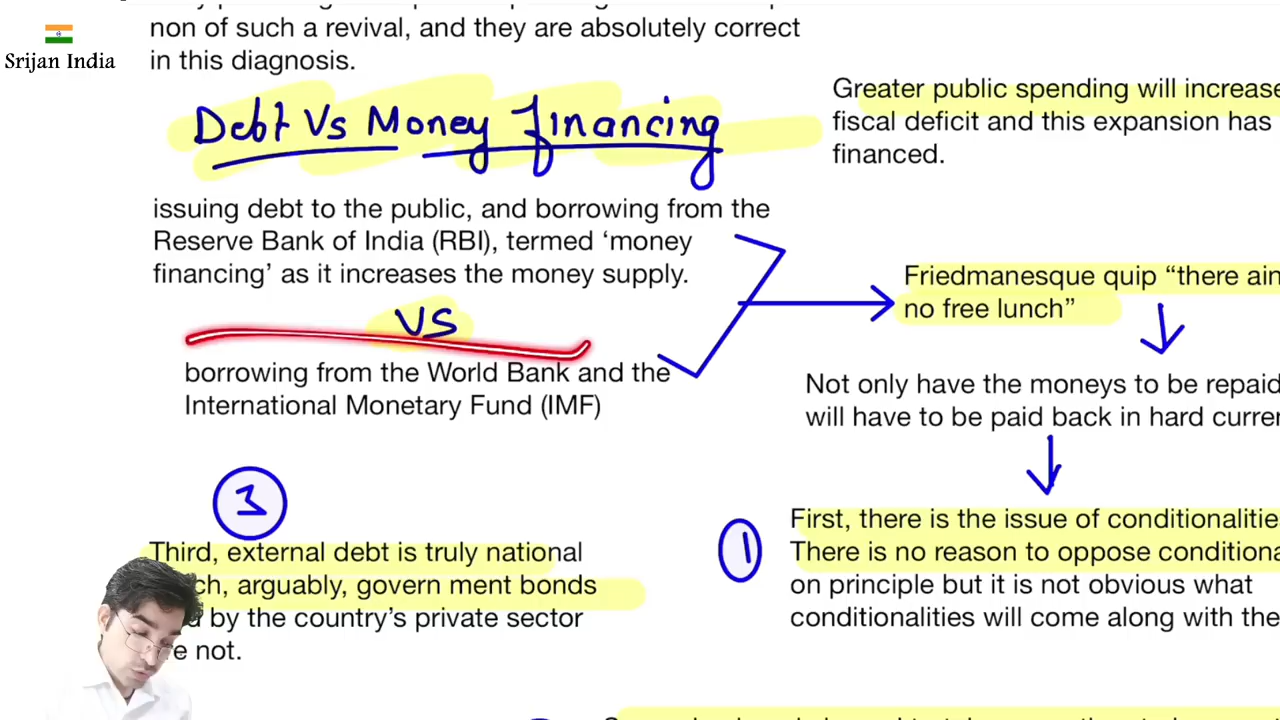 Srijan India
non of such a revival, and they are absolutely correct
in this diagnosis.
Debt Vs Money Financing
issuing debt to the public, and borrowing from the
Reserve Bank of India (RBI), termed ‘money
financing’ as it increases the money supply.
VS
borrowing from the World Bank and the
International Monetary Fund (IMF)
3
Third, external debt is truly national
arguably, govern ment bonds
by the country’s private sector
not.
Greater public spending will increase
fiscal deficit and this expansion has
financed.
Friedmanesque quip “there ain
no free lunch”
Not only have the moneys to be repaid
will have to be paid back in hard curren
1
First, there is the issue of conditionalitie
There is no reason to oppose conditiona
on principle but it is not obvious what
conditionalities will come along with the